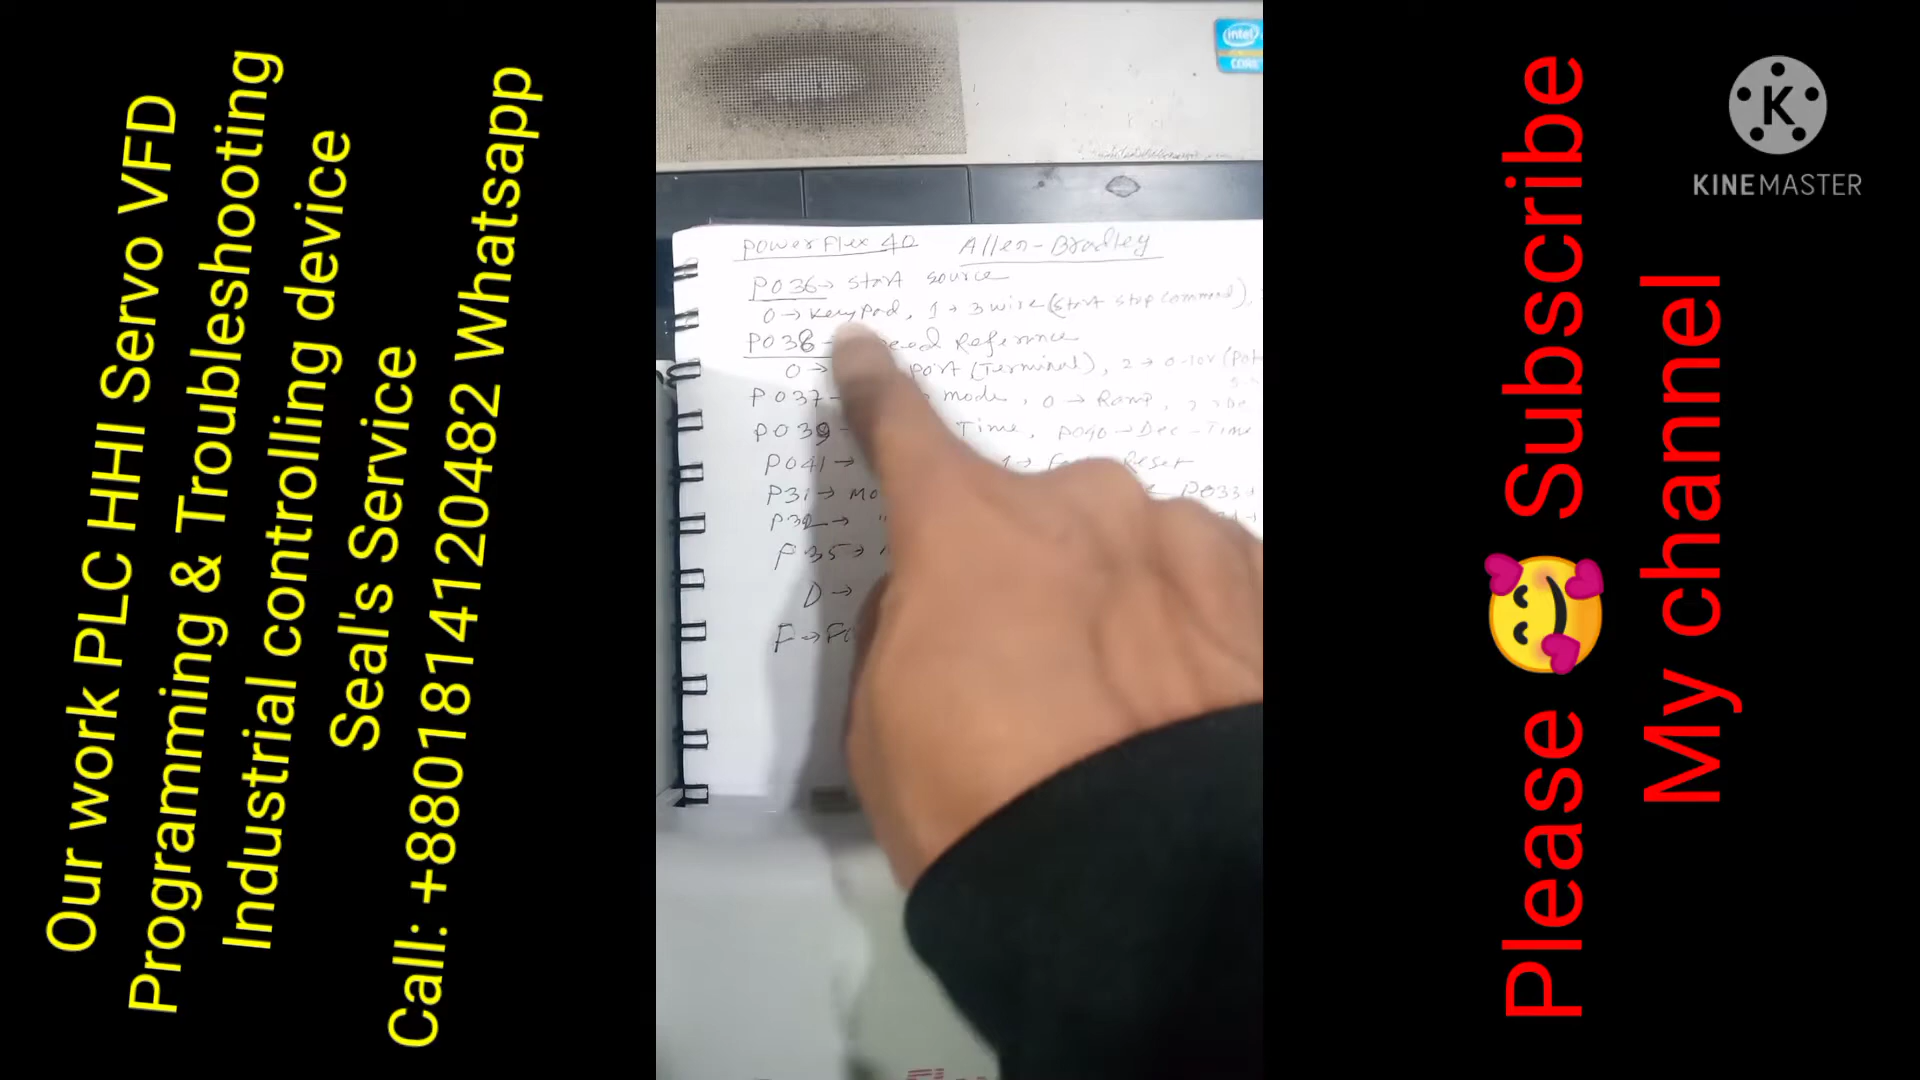 Our work PLC HHI Servo VFD
Programming & Troubleshooting
Industrial controlling device
Seal's Service
Call: +8801814120482 Whatsapp
intel
CORE
Powerflex 40 Allen-Bradley
P036→ Start source
0→ Keypad, 1→ 3 wire (Start stop command),
P038→ Reference
0→ port (Terminal), 2→ 0-10v (Pot
P037→ mode, 0→ Ramp,
P039→ Time, P040→ Dec-Time
P041→ Reset
P31→ Mo P033→
P32→ "
P35→
D→
F→
Please 🥰 Subscribe
My channel
K
KINEMASTER